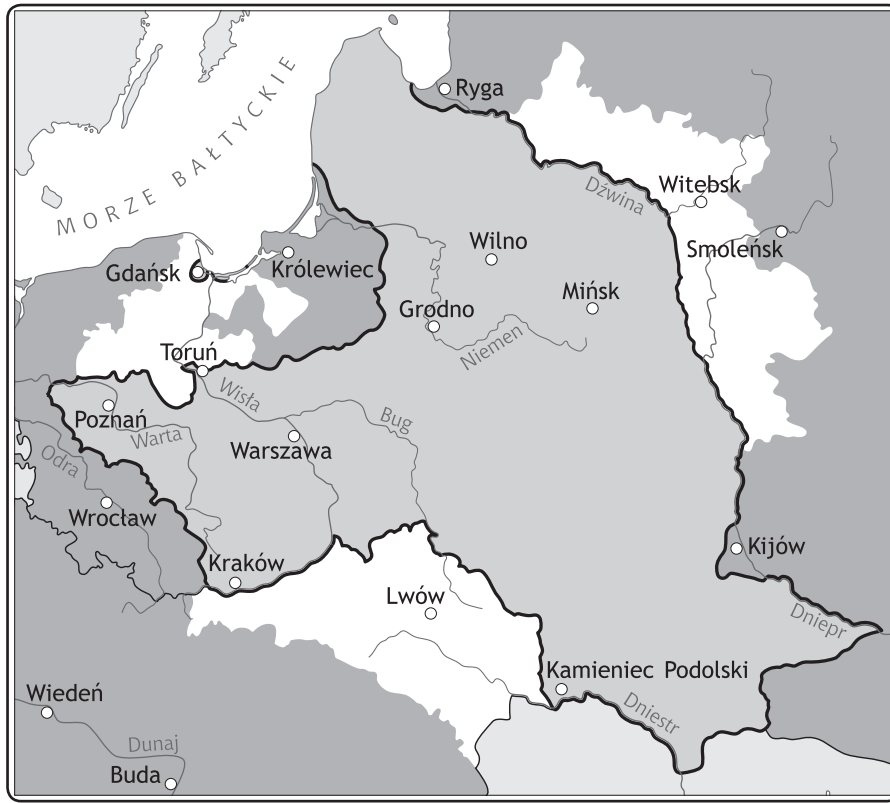 Ryga
MORZE BAŁTYCKIE
Dźwina
Witebsk
Wilno
Smoleńsk
Gdańsk
Królewiec
Mińsk
Grodno
Niemen
Toruń
Wisła
Poznań
Bug
Warta
Warszawa
Odra
Wrocław
Kijów
Kraków
Lwów
Dniepr
Kamieniec Podolski
Wiedeń
Dniestr
Dunaj
Buda